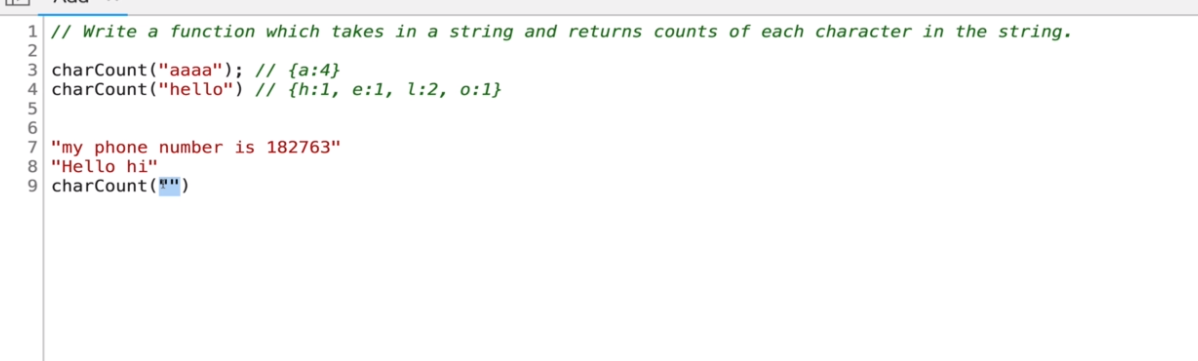 1 // Write a function which takes in a string and returns counts of each character in the string.
2
3 charCount("aaaa"); // {a:4}
4 charCount("hello") // {h:1, e:1, l:2, o:1}
5
6
7 "my phone number is 182763"
8 "Hello hi"
9 charCount("")